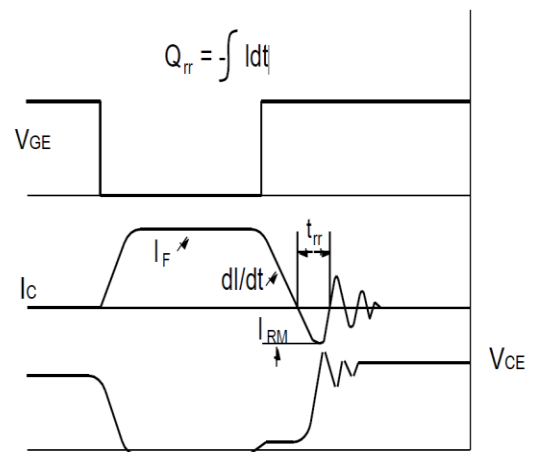 Qrr = -∫ Idt
VGE
trr
IF
dI/dt
IC
IRM
VCE